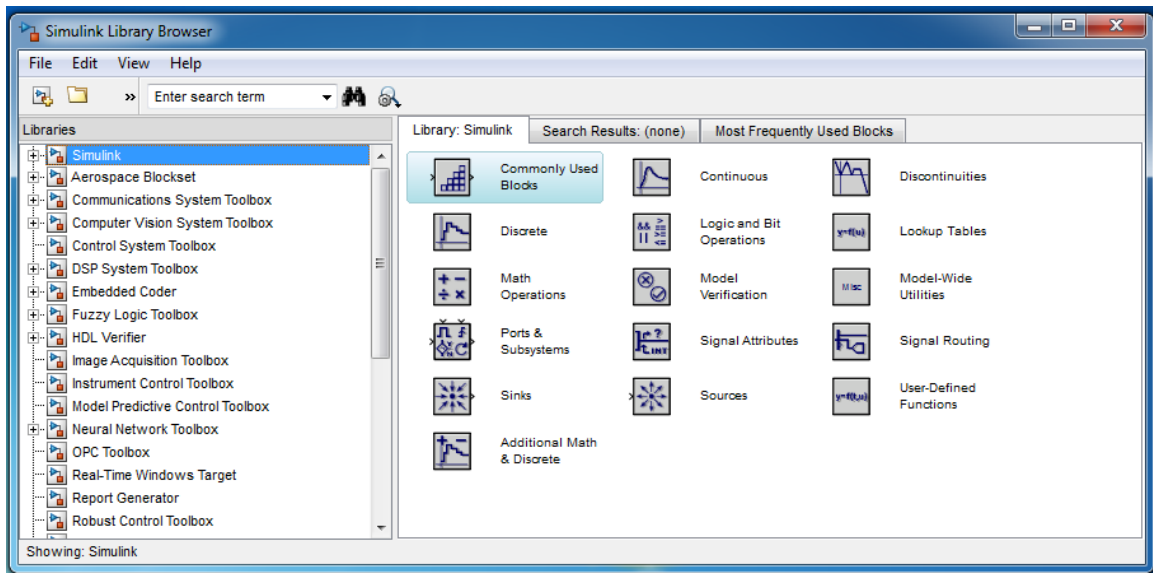 Simulink Library Browser
File Edit View Help
» Enter search term
Libraries
Library: Simulink Search Results: (none) Most Frequently Used Blocks
Simulink
Aerospace Blockset
Communications System Toolbox
Computer Vision System Toolbox
Control System Toolbox
DSP System Toolbox
Embedded Coder
Fuzzy Logic Toolbox
HDL Verifier
Image Acquisition Toolbox
Instrument Control Toolbox
Model Predictive Control Toolbox
Neural Network Toolbox
OPC Toolbox
Real-Time Windows Target
Report Generator
Robust Control Toolbox
Commonly Used
Blocks
Continuous
Discontinuities
Discrete
Logic and Bit
Operations
y=f(u)
Lookup Tables
Math
Operations
Model
Verification
Misc
Model-Wide
Utilities
Ports &
Subsystems
Signal Attributes
Signal Routing
Sinks
Sources
y=f(t,u)
User-Defined
Functions
Additional Math
& Discrete
Showing: Simulink